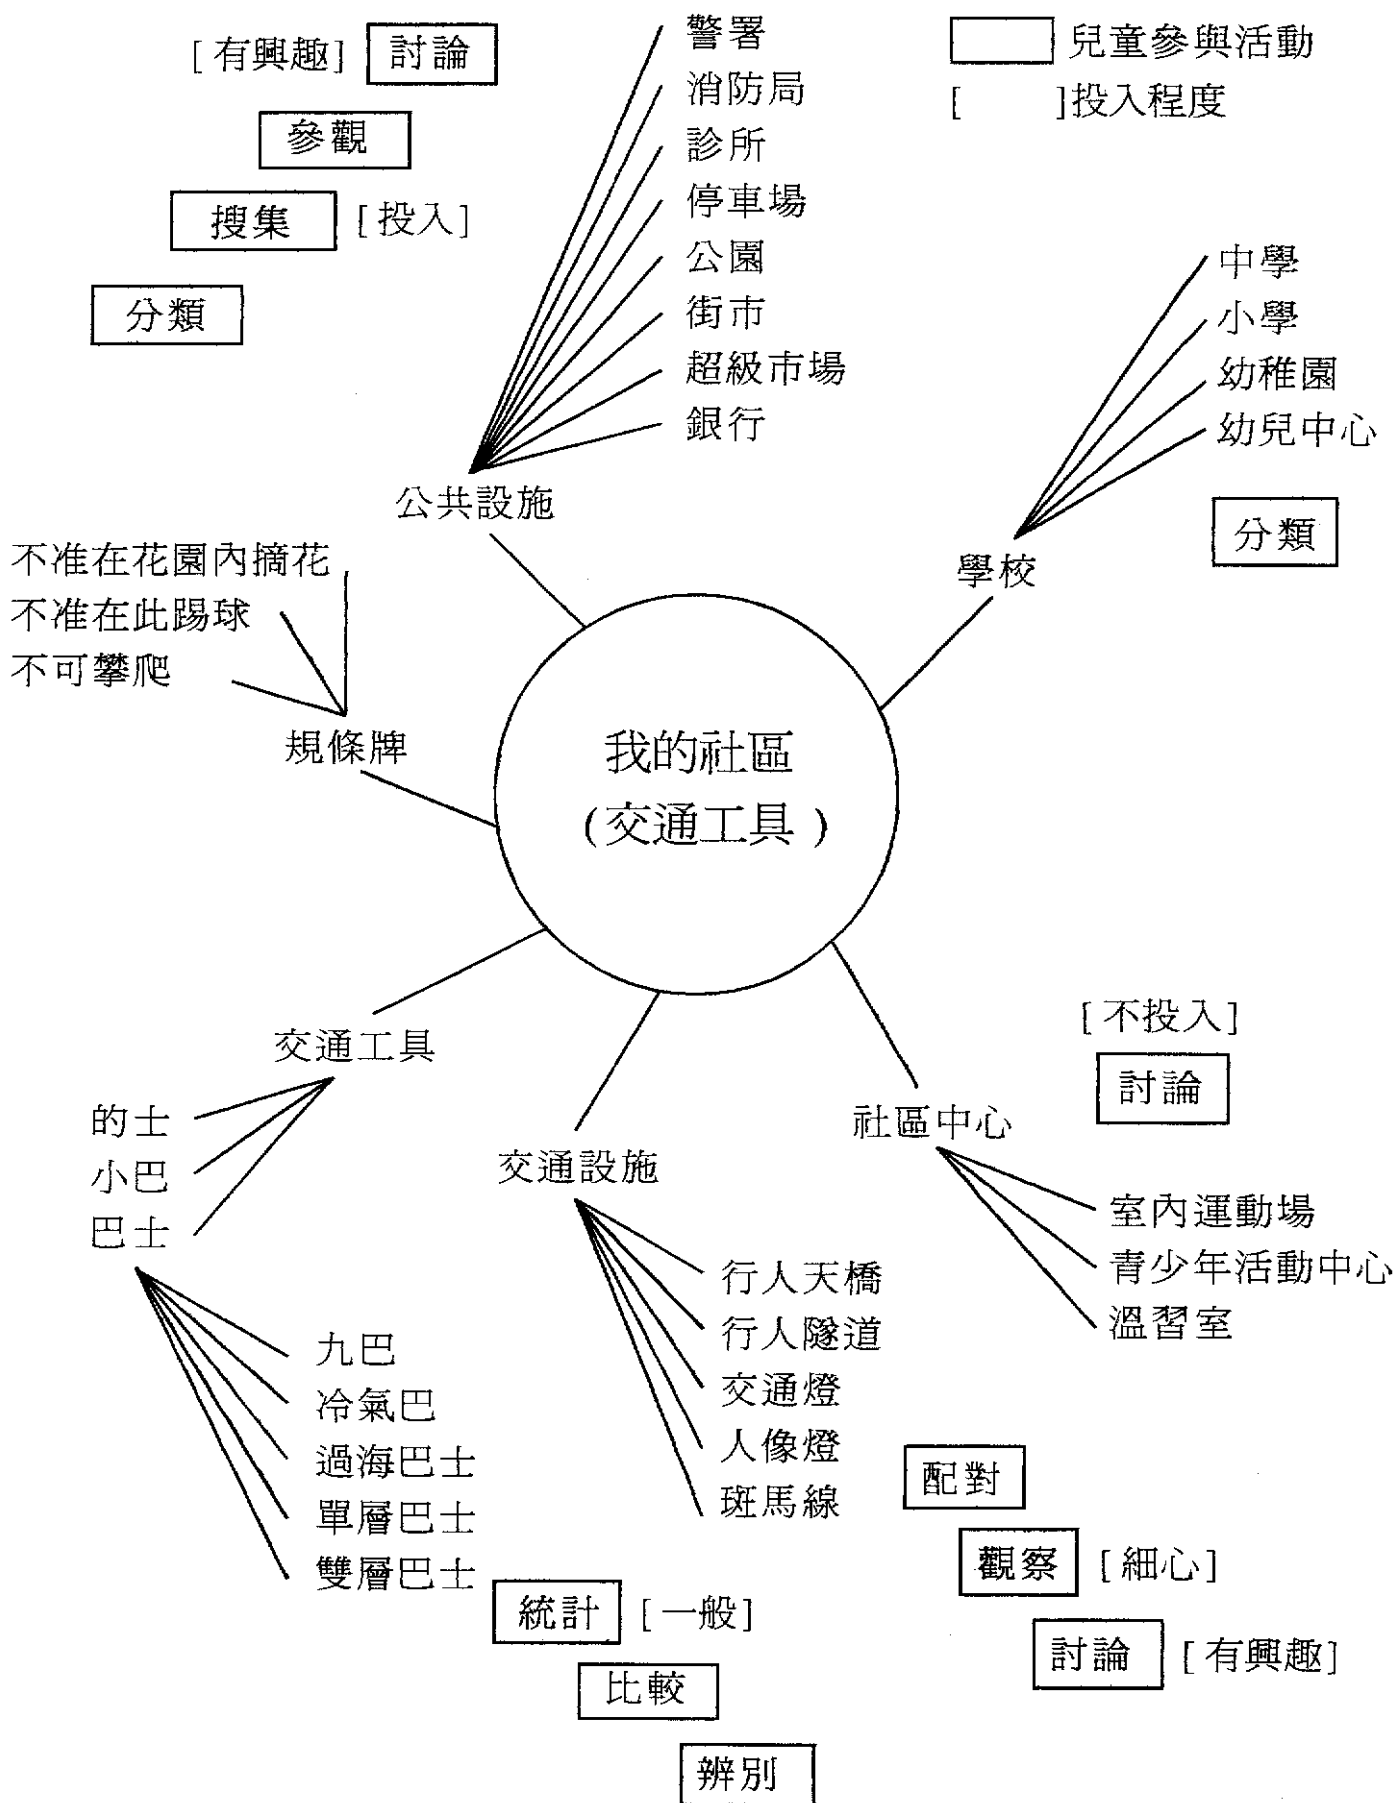 [有興趣] 討論
參觀
搜集 [投入]
分類
警署
消防局
診所
停車場
公園
街市
超級市場
銀行
公共設施
兒童參與活動
[ ]投入程度
中學
小學
幼稚園
幼兒中心
學校
分類
不准在花園內摘花
不准在此踢球
不可攀爬
規條牌
我的社區
(交通工具)
交通工具
的士
小巴
巴士
九巴
冷氣巴
過海巴士
單層巴士
雙層巴士
統計 [一般]
比較
辨別
交通設施
行人天橋
行人隧道
交通燈
人像燈
斑馬線
配對
觀察 [細心]
討論 [有興趣]
[不投入]
討論
社區中心
室內運動場
青少年活動中心
溫習室